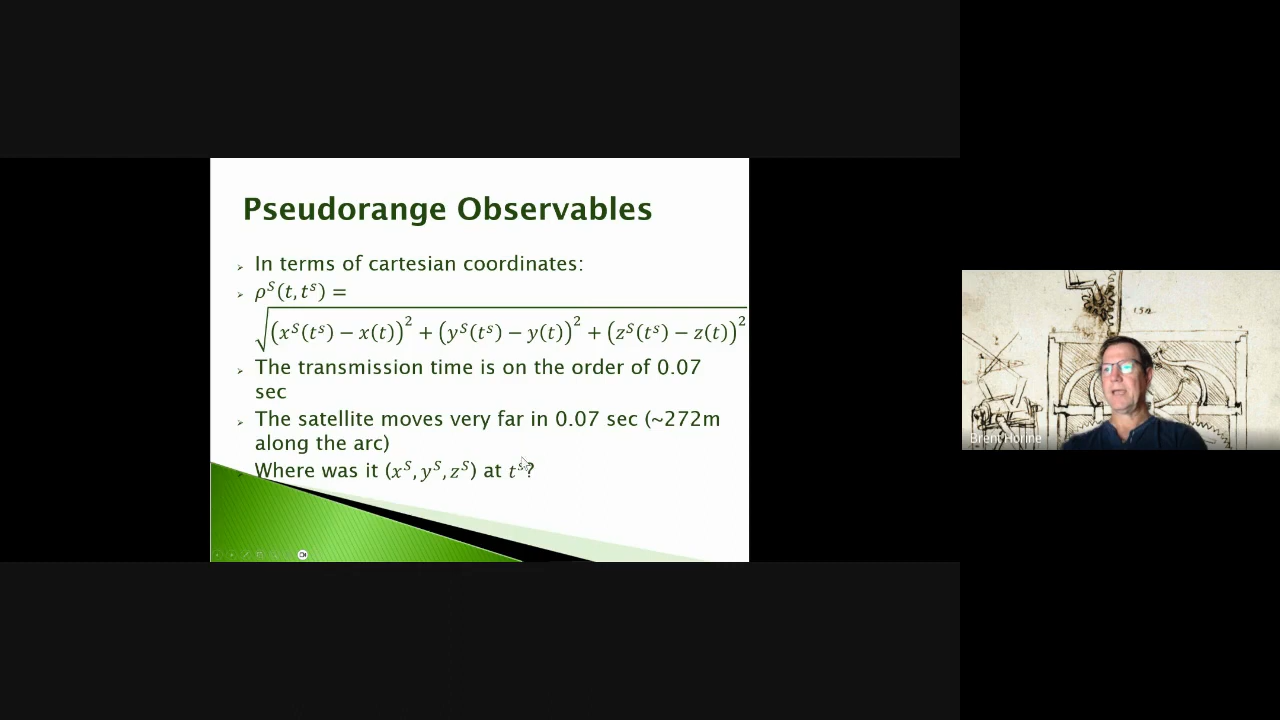 Pseudorange Observables
➢ In terms of cartesian coordinates:
➢ ρ^S(t, t^s) =
√((x^S(t^s) − x(t))^2 + (y^S(t^s) − y(t))^2 + (z^S(t^s) − z(t))^2)
➢ The transmission time is on the order of 0.07
sec
➢ The satellite moves very far in 0.07 sec (~272m
along the arc)
➢ Where was it (x^S, y^S, z^S) at t^s?
Brent Horine